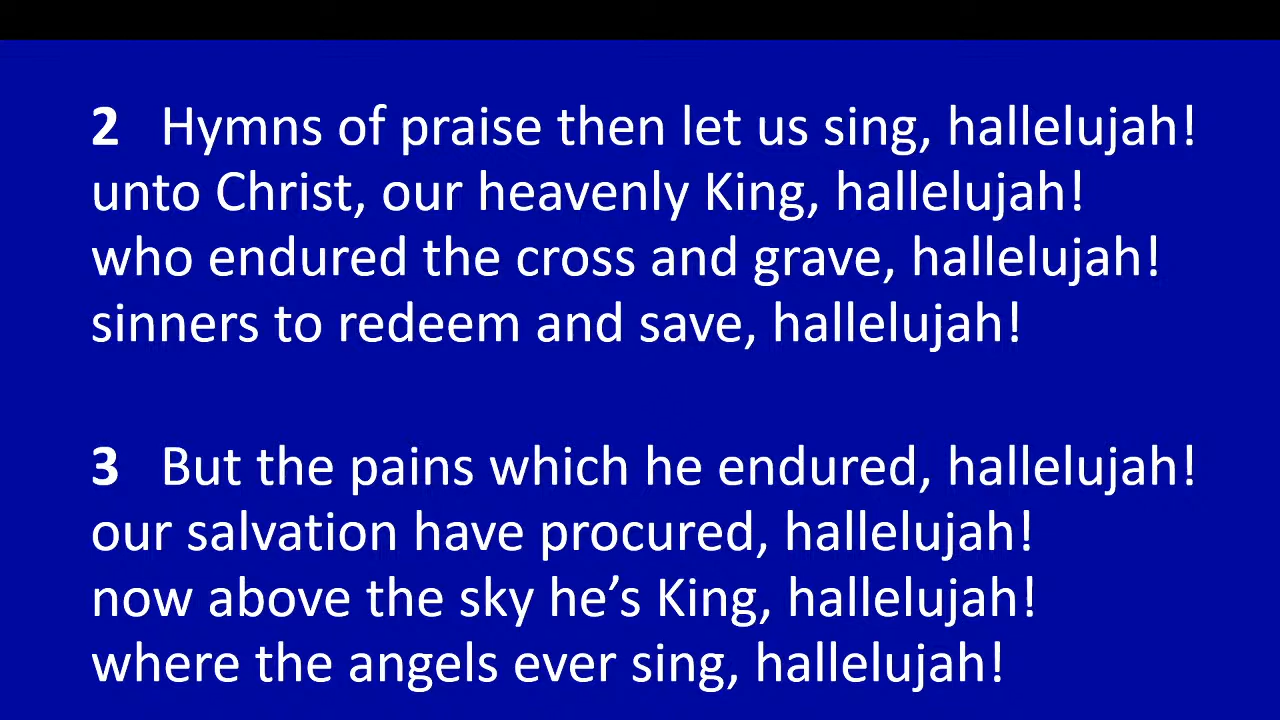 2 Hymns of praise then let us sing, hallelujah!
unto Christ, our heavenly King, hallelujah!
who endured the cross and grave, hallelujah!
sinners to redeem and save, hallelujah!
3 But the pains which he endured, hallelujah!
our salvation have procured, hallelujah!
now above the sky he’s King, hallelujah!
where the angels ever sing, hallelujah!